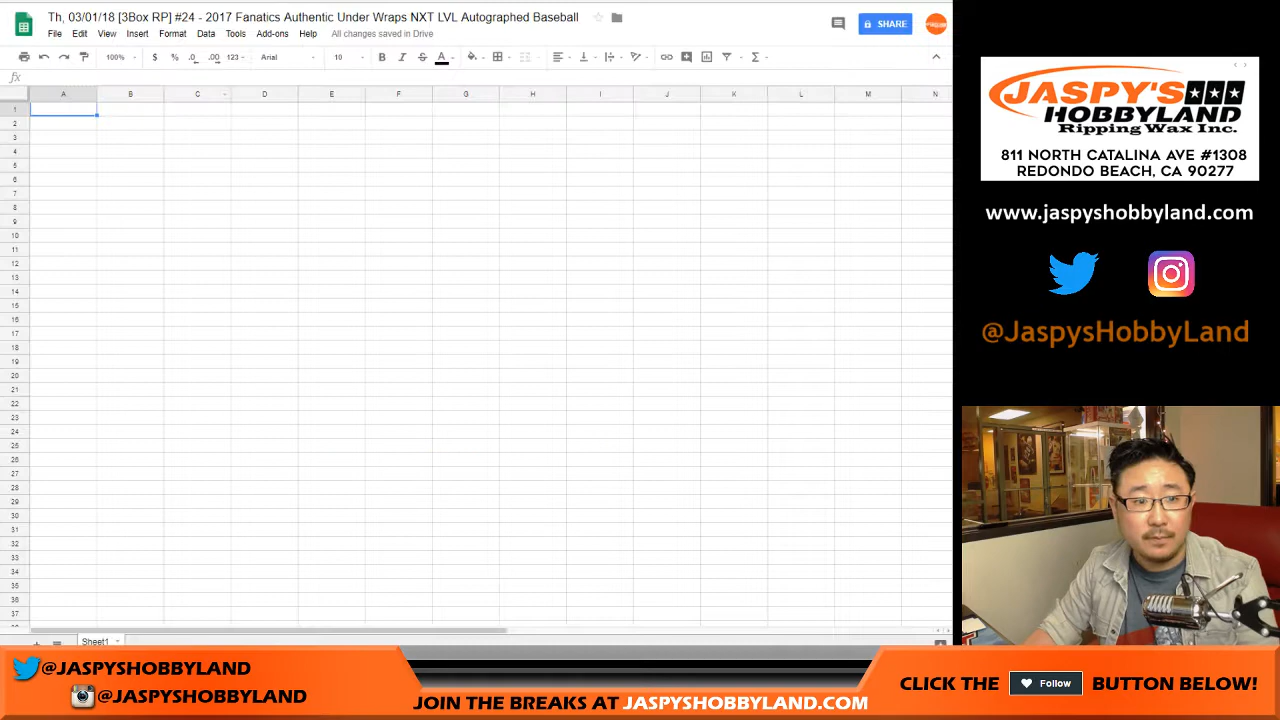 Th, 03/01/18 [3Box RP] #24 - 2017 Fanatics Authentic Under Wraps NXT LVL Autographed Baseball
File Edit View Insert Format Data Tools Add-ons Help All changes saved in Drive
SHARE
100% $ % .0 .00 123 Arial 10 B I S A Σ
fx
A B C D E F G H I J K L M N
1
2
3
4
5
6
7
8
9
10
11
12
13
14
15
16
17
18
19
20
21
22
23
24
25
26
27
28
29
30
31
32
33
34
35
36
37
Sheet1
JASPY'S
HOBBYLAND
Ripping Wax Inc.
811 NORTH CATALINA AVE #1308
REDONDO BEACH, CA 90277
www.jaspyshobbyland.com
@JaspysHobbyLand
@JASPYSHOBBYLAND
@JASPYSHOBBYLAND
JOIN THE BREAKS AT JASPYSHOBBYLAND.COM
CLICK THE Follow BUTTON BELOW!